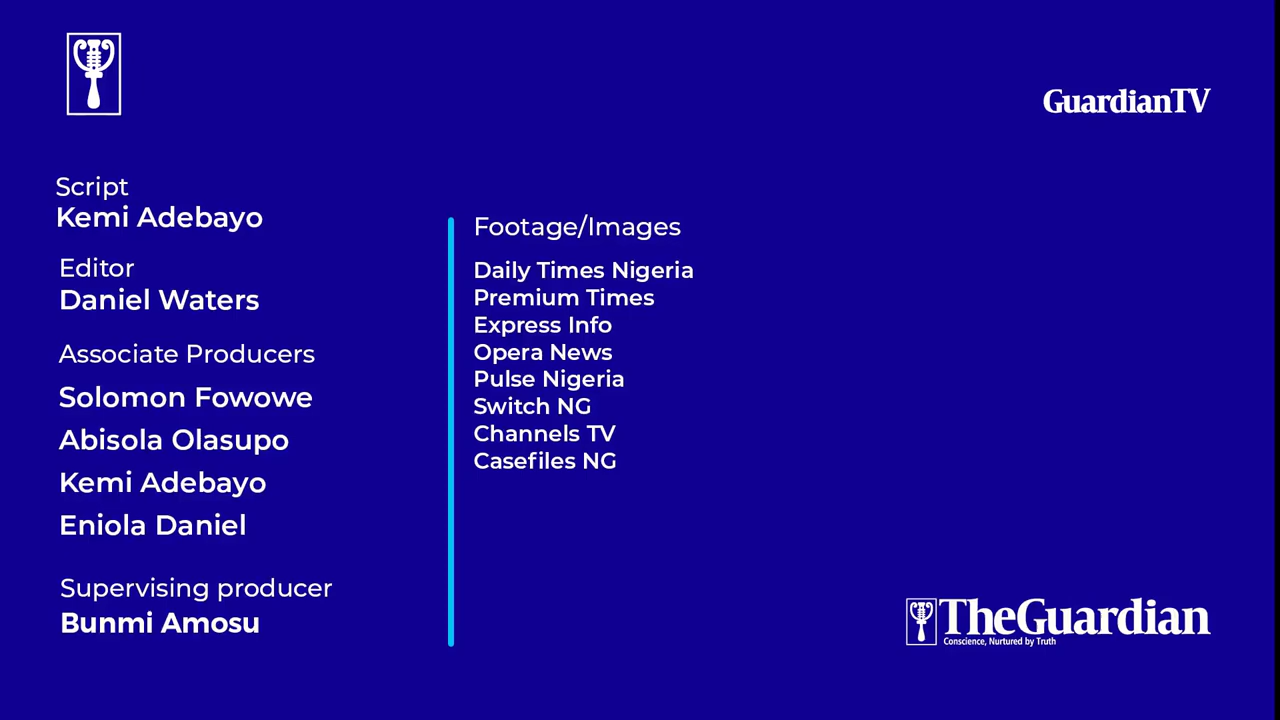 GuardianTV
Script
Kemi Adebayo
Editor
Daniel Waters
Associate Producers
Solomon Fowowe
Abisola Olasupo
Kemi Adebayo
Eniola Daniel
Supervising producer
Bunmi Amosu
Footage/Images
Daily Times Nigeria
Premium Times
Express Info
Opera News
Pulse Nigeria
Switch NG
Channels TV
Casefiles NG
TheGuardian
Conscience, Nurtured by Truth